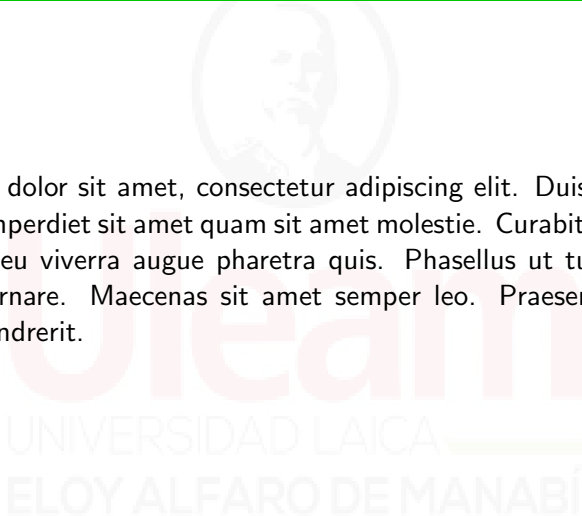 dolor sit amet, consectetur adipiscing elit. Duis
mperdiet sit amet quam sit amet molestie. Curabit
eu viverra augue pharetra quis. Phasellus ut tu
rnare. Maecenas sit amet semper leo. Praeser
ndrerit.
Uleam
UNIVERSIDAD LAICA
ELOY ALFARO DE MANABÍ